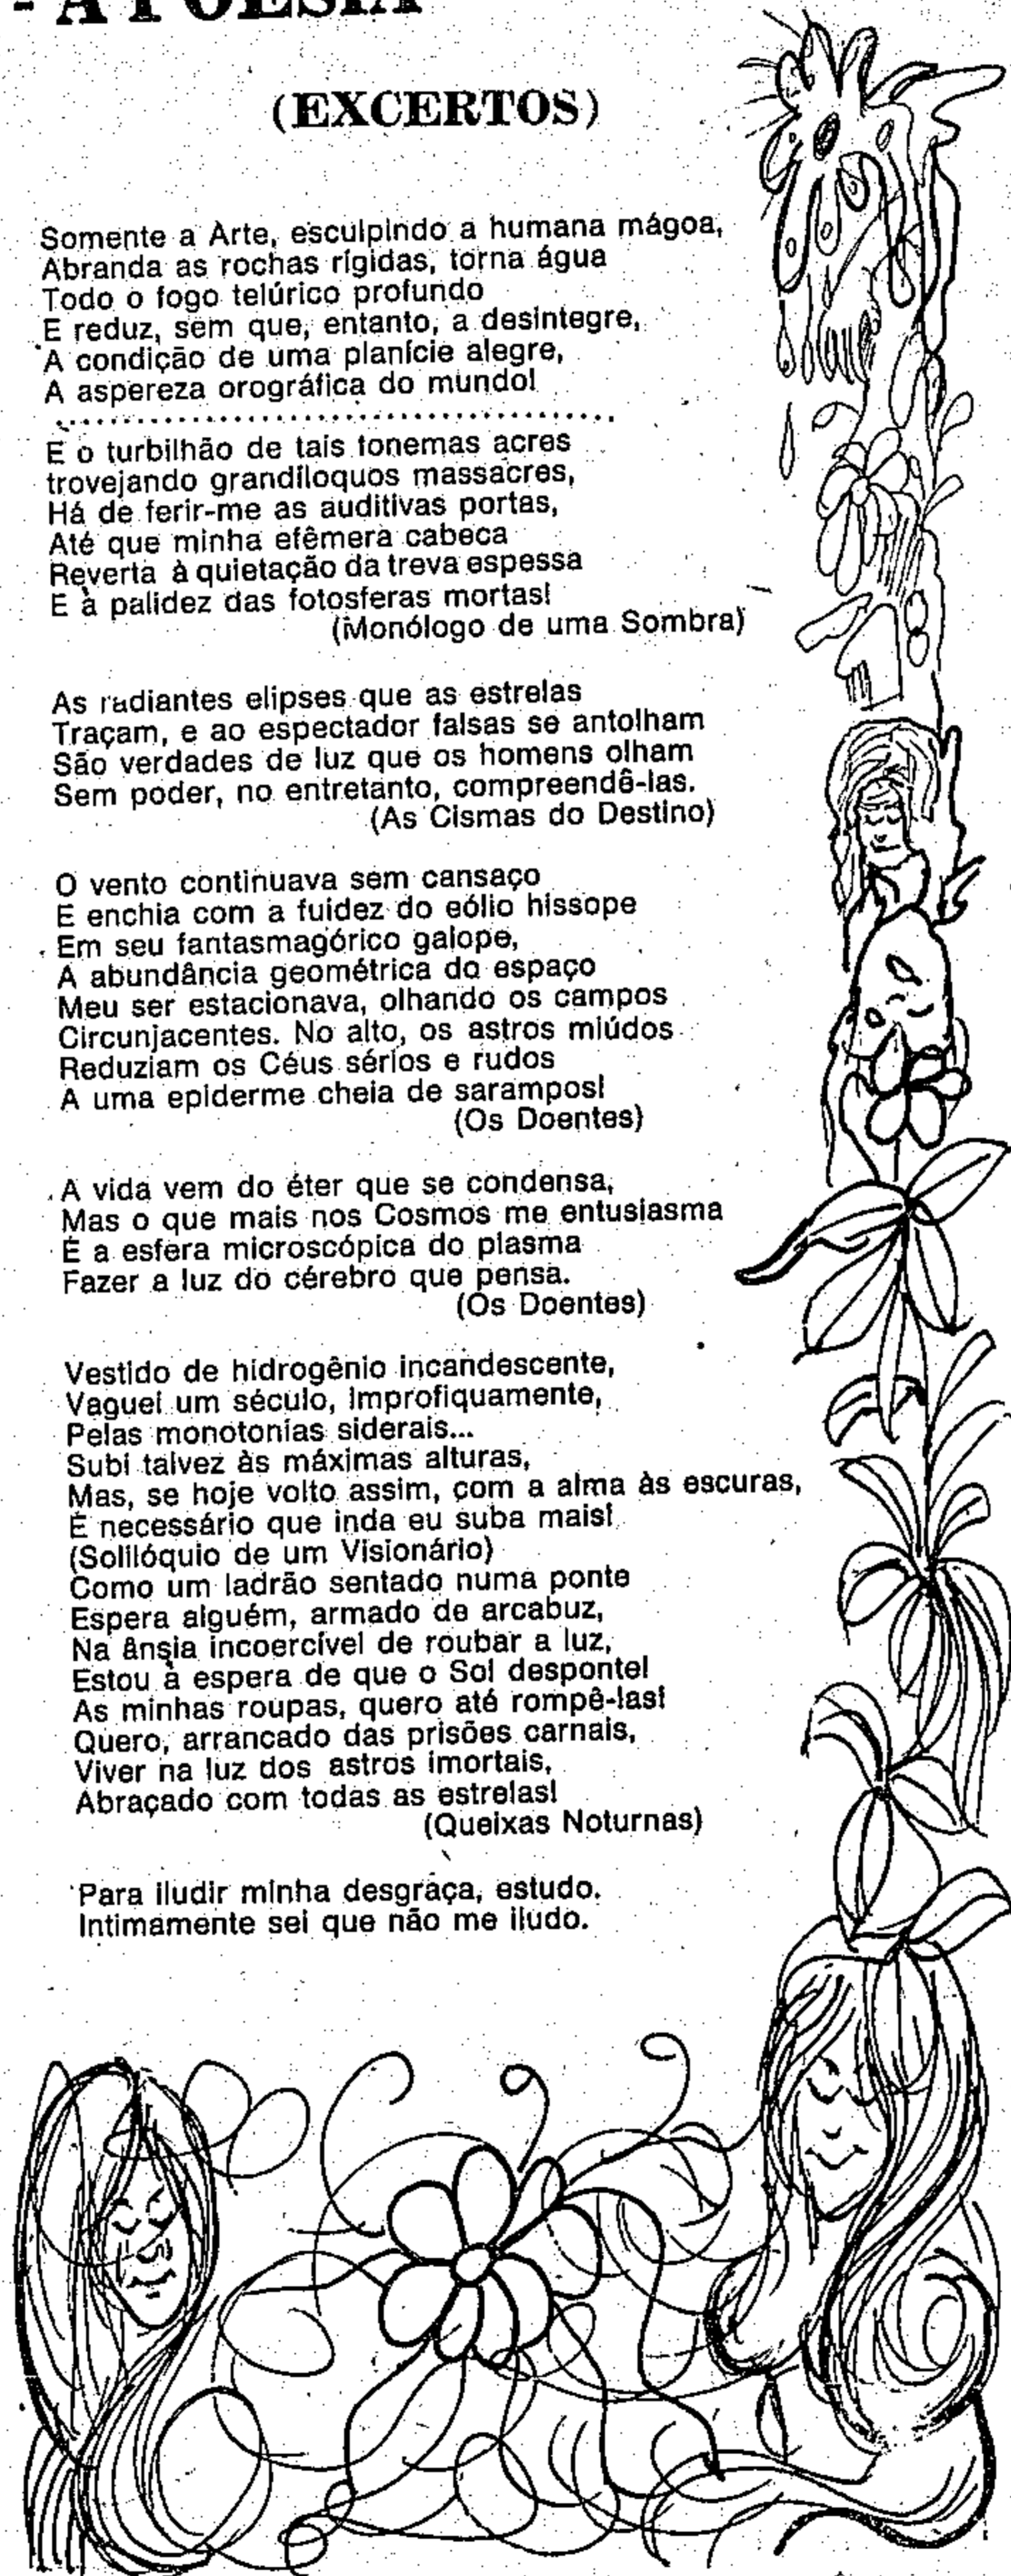 - A POESIA
(EXCERTOS)
Somente a Arte, esculpindo a humana mágoa,
Abranda as rochas rígidas, torna água
Todo o fogo telúrico profundo
E reduz, sem que, entanto, a desintegre,
A condição de uma planície alegre,
A aspereza orográfica do mundo!
E o turbilhão de tais fonemas acres
trovejando grandíloquos massacres,
Há de ferir-me as auditivas portas,
Até que minha efêmera cabeca
Reverta à quietação da treva espessa
E à palidez das fotosferas mortas!
(Monólogo de uma Sombra)
As radiantes elipses que as estrelas
Traçam, e ao espectador falsas se antolham
São verdades de luz que os homens olham
Sem poder, no entretanto, compreendê-las.
(As Cismas do Destino)
O vento continuava sem cansaço
E enchia com a fuidez do eólio hissope
Em seu fantasmagórico galope,
A abundância geométrica do espaço
Meu ser estacionava, olhando os campos
Circunjacentes. No alto, os astros miúdos
Reduziam os Céus sérios e rudos
A uma epiderme cheia de sarampos!
(Os Doentes)
A vida vem do éter que se condensa,
Mas o que mais nos Cosmos me entusiasma
É a esfera microscópica do plasma
Fazer a luz do cérebro que pensa.
(Os Doentes)
Vestido de hidrogênio incandescente,
Vaguei um século, improfiquamente,
Pelas monotonias siderais...
Subi talvez às máximas alturas,
Mas, se hoje volto assim, com a alma às escuras,
É necessário que inda eu suba mais!
(Solilóquio de um Visionário)
Como um ladrão sentado numa ponte
Espera alguém, armado de arcabuz,
Na ânsia incoercível de roubar a luz,
Estou à espera de que o Sol desponte!
As minhas roupas, quero até rompê-las!
Quero, arrancado das prisões carnais,
Viver na luz dos astros imortais,
Abraçado com todas as estrelas!
(Queixas Noturnas)
Para iludir minha desgraça, estudo.
Intimamente sei que não me iludo.